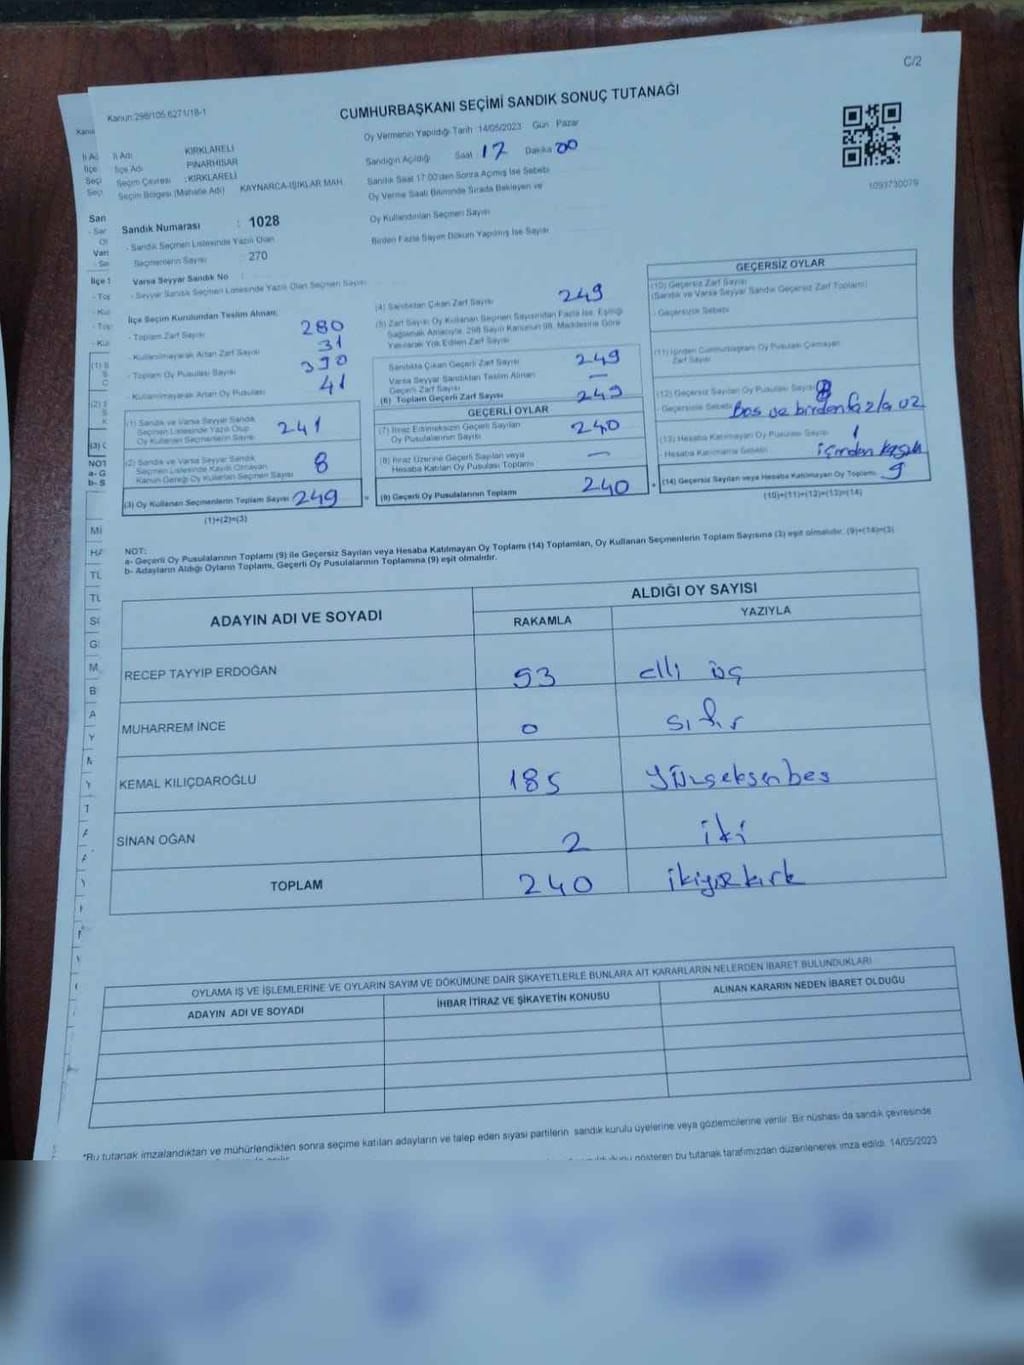 C/2
Kanun:298/105,6271/18-1
CUMHURBAŞKANI SEÇİMİ SANDIK SONUÇ TUTANAĞI
Oy Vermenin Yapıldığı Tarih :14/05/2023 Gün : Pazar
İl Adı : KIRKLARELİ
İlçe Adı : PINARHİSAR
Seçim Çevresi : KIRKLARELİ
Seçim Bölgesi (Mahalle Adı) : KAYNARCA-IŞIKLAR MAH.
Sandığın Açıldığı Saat 17 Dakika 00
Sandık Saat 17:00'den Sonra Açmış İse Sebebi
Oy Verme Saati Bitiminde Sırada Bekleyen ve
Oy Kullandırılan Seçmen Sayısı
Birden Fazla Sayım Döküm Yapılmış İse Sayısı
1093730079
Sandık Numarası : 1028
- Sandık Seçmen Listesinde Yazılı Olan
Seçmenlerin Sayısı : 270
Varsa Seyyar Sandık No :
- Seyyar Sandık Seçmen Listesinde Yazılı Olan Seçmen Sayısı
İlçe Seçim Kurulundan Teslim Alınan;
- Toplam Zarf Sayısı 280
- Kullanılmayarak Artan Zarf Sayısı 31
- Toplam Oy Pusulası Sayısı
- Kullanılmayarak Artan Oy Pusulası 41
(1) Sandık ve Varsa Seyyar Sandık
Seçmen Listesinde Yazılı Olup
Oy Kullanan Seçmenlerin Sayısı 241
(2) Sandık ve Varsa Seyyar Sandık
Seçmen Listesinde Kayıtlı Olmayan
Kanun Gereği Oy Kullanan Seçmen Sayısı 8
(3) Oy Kullanan Seçmenlerin Toplam Sayısı 249
(1)+(2)=(3)
(4) Sandıktan Çıkan Zarf Sayısı 249
(5) Zarf Sayısı Oy Kullanan Seçmen Sayısından Fazla İse, Eşitliği
Sağlamak Amacıyla, 298 Sayılı Kanunun 98. Maddesine Göre
Yakılarak Yok Edilen Zarf Sayısı
Sandıkta Çıkan Geçerli Zarf Sayısı 249
Varsa Seyyar Sandıktan Teslim Alınan
Geçerli Zarf Sayısı —
(6) Toplam Geçerli Zarf Sayısı 249
GEÇERLİ OYLAR
(7) İtiraz Edilmeksizin Geçerli Sayılan
Oy Pusulalarının Sayısı 240
(8) İtiraz Üzerine Geçerli Sayılan veya
Hesaba Katılan Oy Pusulası Toplamı —
(9) Geçerli Oy Pusulalarının Toplamı 240
GEÇERSİZ OYLAR
(10) Geçersiz Zarf Sayısı
(Sandık ve Varsa Seyyar Sandık Geçersiz Zarf Toplamı)
- Geçersizlik Sebebi
(11) İçinden Cumhurbaşkanı Oy Pusulası Çıkmayan
Zarf Sayısı
(12) Geçersiz Sayılan Oy Pusulası Sayısı 8
- Geçersizlik Sebebi Boş ve birden fazla
(13) Hesaba Katılmayan Oy Pusulası Sayısı 1
Hesaba Katılmama Sebebi içinden
(14) Geçersiz Sayılan veya Hesaba Katılmayan Oy Toplamı 9
(10)+(11)+(12)+(13)=(14)
NOT:
a- Geçerli Oy Pusulalarının Toplamı (9) ile Geçersiz Sayılan veya Hesaba Katılmayan Oy Toplamı (14) Toplamları, Oy Kullanan Seçmenlerin Toplam Sayısına (3) eşit olmalıdır. (9)+(14)=(3)
b- Adayların Aldığı Oyların Toplamı, Geçerli Oy Pusulalarının Toplamına (9) eşit olmalıdır.
ADAYIN ADI VE SOYADI ALDIĞI OY SAYISI
RAKAMLA YAZIYLA
RECEP TAYYİP ERDOĞAN 53 elli üç
MUHARREM İNCE 0 sıfır
KEMAL KILIÇDAROĞLU 185 yüzseksenbeş
SİNAN OĞAN 2 iki
TOPLAM 240 ikiyüzkırk
OYLAMA İŞ VE İŞLEMLERİNE VE OYLARIN SAYIM VE DÖKÜMÜNE DAİR ŞİKAYETLERLE BUNLARA AİT KARARLARIN NELERDEN İBARET BULUNDUKLARI
ADAYIN ADI VE SOYADI İHBAR İTİRAZ VE ŞİKAYETİN KONUSU ALINAN KARARIN NEDEN İBARET OLDUĞU
*Bu tutanak imzalandıktan ve mühürlendikten sonra seçime katılan adayların ve talep eden siyasi partilerin sandık kurulu üyelerine veya gözlemcilerine verilir. Bir nüshası da sandık çevresinde
gösteren bu tutanak tarafımızdan düzenlenerek imza edildi. 14/05/2023